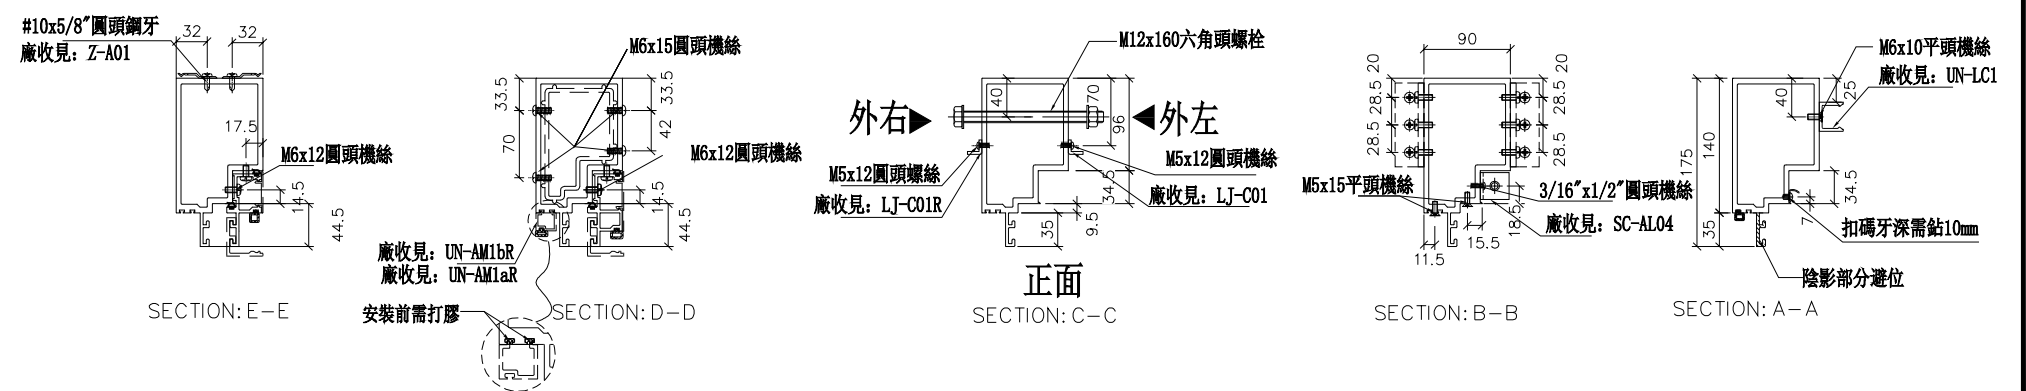 #10x5/8"圓頭鋼牙
廠收見: Z-A01
32
32
17.5
M6x12圓頭機絲
14.5
44.5
SECTION:E-E
M6x15圓頭機絲
33.5
70
33.5
42
M6x12圓頭機絲
14.5
44.5
廠收見: UN-AM1bR
廠收見: UN-AM1aR
安裝前需打膠
SECTION:D-D
M12x160六角頭螺栓
外右
外左
40
70
96
M5x12圓頭螺絲
廠收見: LJ-C01R
M5x12圓頭機絲
廠收見: LJ-C01
34.5
9.5
35
正面
SECTION:C-C
90
20
28.5
28.5
20
28.5
28.5
M5x15平頭機絲
3/16"x1/2"圓頭機絲
廠收見: SC-AL04
18.5
15.5
11.5
SECTION:B-B
M6x10平頭機絲
廠收見: UN-LC1
25
40
140
175
34.5
7
35
扣碼牙深需鉆10mm
陰影部分避位
SECTION:A-A